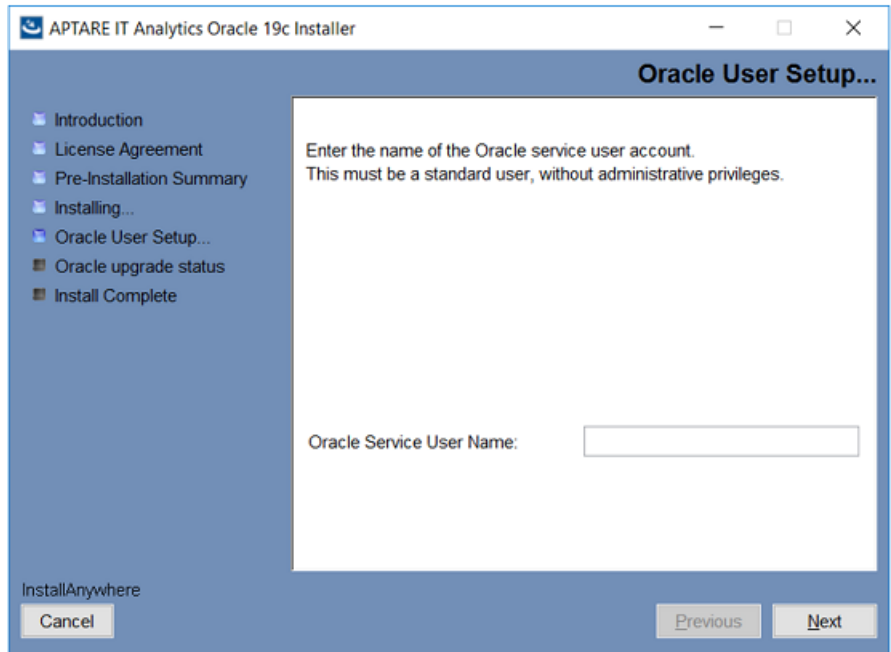 APTARE IT Analytics Oracle 19c Installer
Oracle User Setup...
Introduction
License Agreement
Pre-Installation Summary
Installing...
Oracle User Setup...
Oracle upgrade status
Install Complete
Enter the name of the Oracle service user account.
This must be a standard user, without administrative privileges.
Oracle Service User Name:
InstallAnywhere
Cancel
Previous
Next